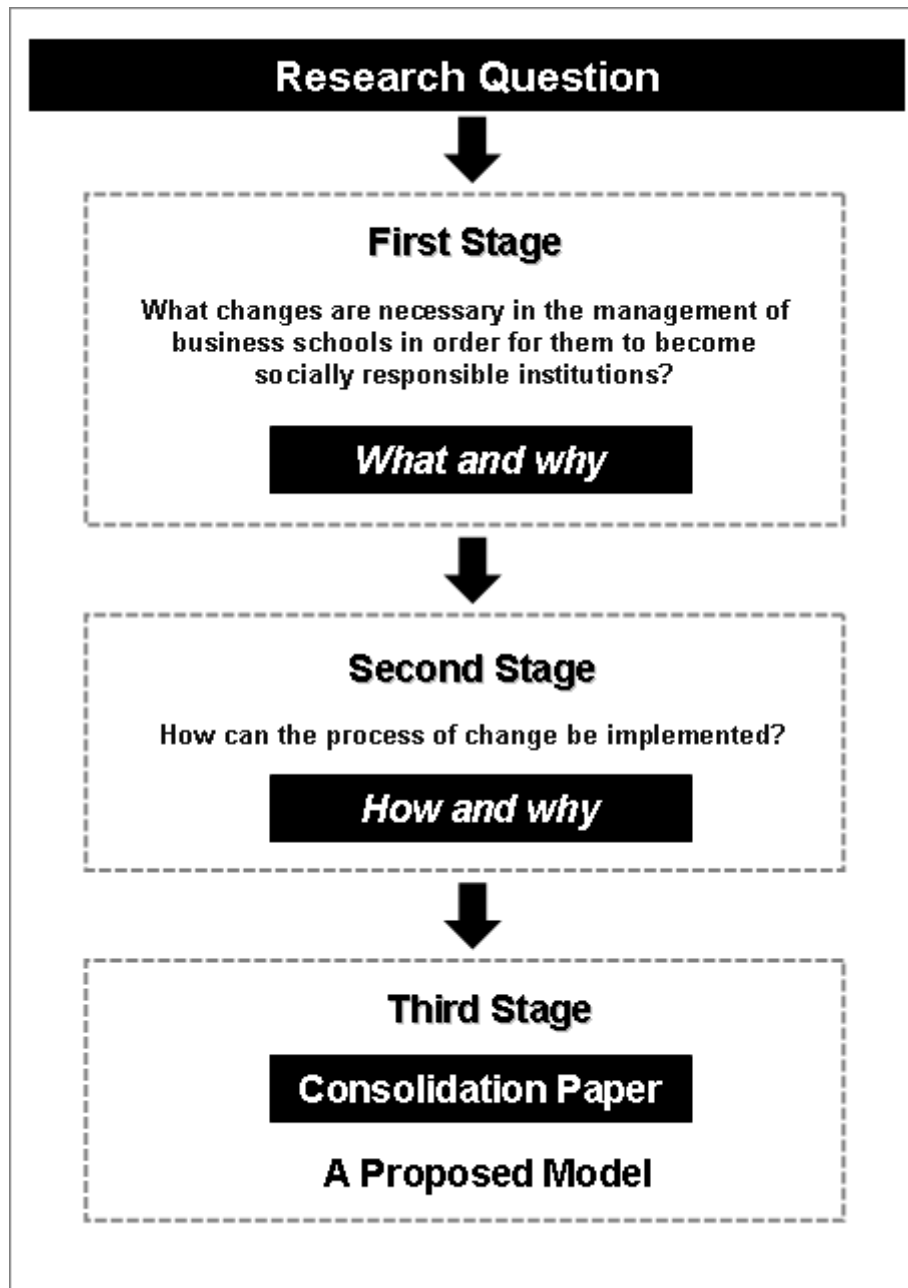 Research Question
First Stage
What changes are necessary in the management of
business schools in order for them to become
socially responsible institutions?
What and why
Second Stage
How can the process of change be implemented?
How and why
Third Stage
Consolidation Paper
A Proposed Model